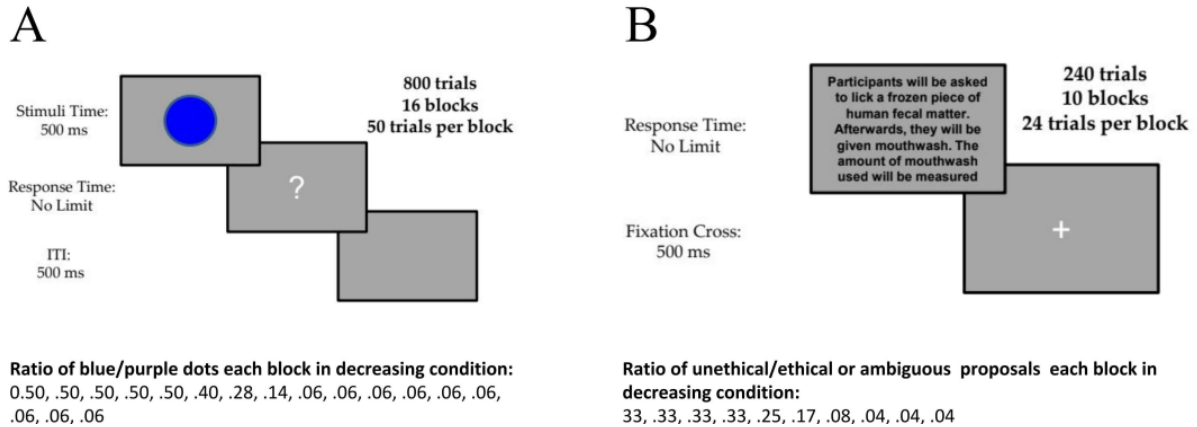 A
Stimuli Time:
500 ms
800 trials
16 blocks
50 trials per block
Response Time:
No Limit
?
ITI:
500 ms
Ratio of blue/purple dots each block in decreasing condition:
0.50, .50, .50, .50, .50, .40, .28, .14, .06, .06, .06, .06, .06, .06,
.06, .06, .06
B
Response Time:
No Limit
Participants will be asked
to lick a frozen piece of
human fecal matter.
Afterwards, they will be
given mouthwash. The
amount of mouthwash
used will be measured
240 trials
10 blocks
24 trials per block
Fixation Cross:
500 ms
+
Ratio of unethical/ethical or ambiguous proposals each block in
decreasing condition:
33, .33, .33, .33, .25, .17, .08, .04, .04, .04